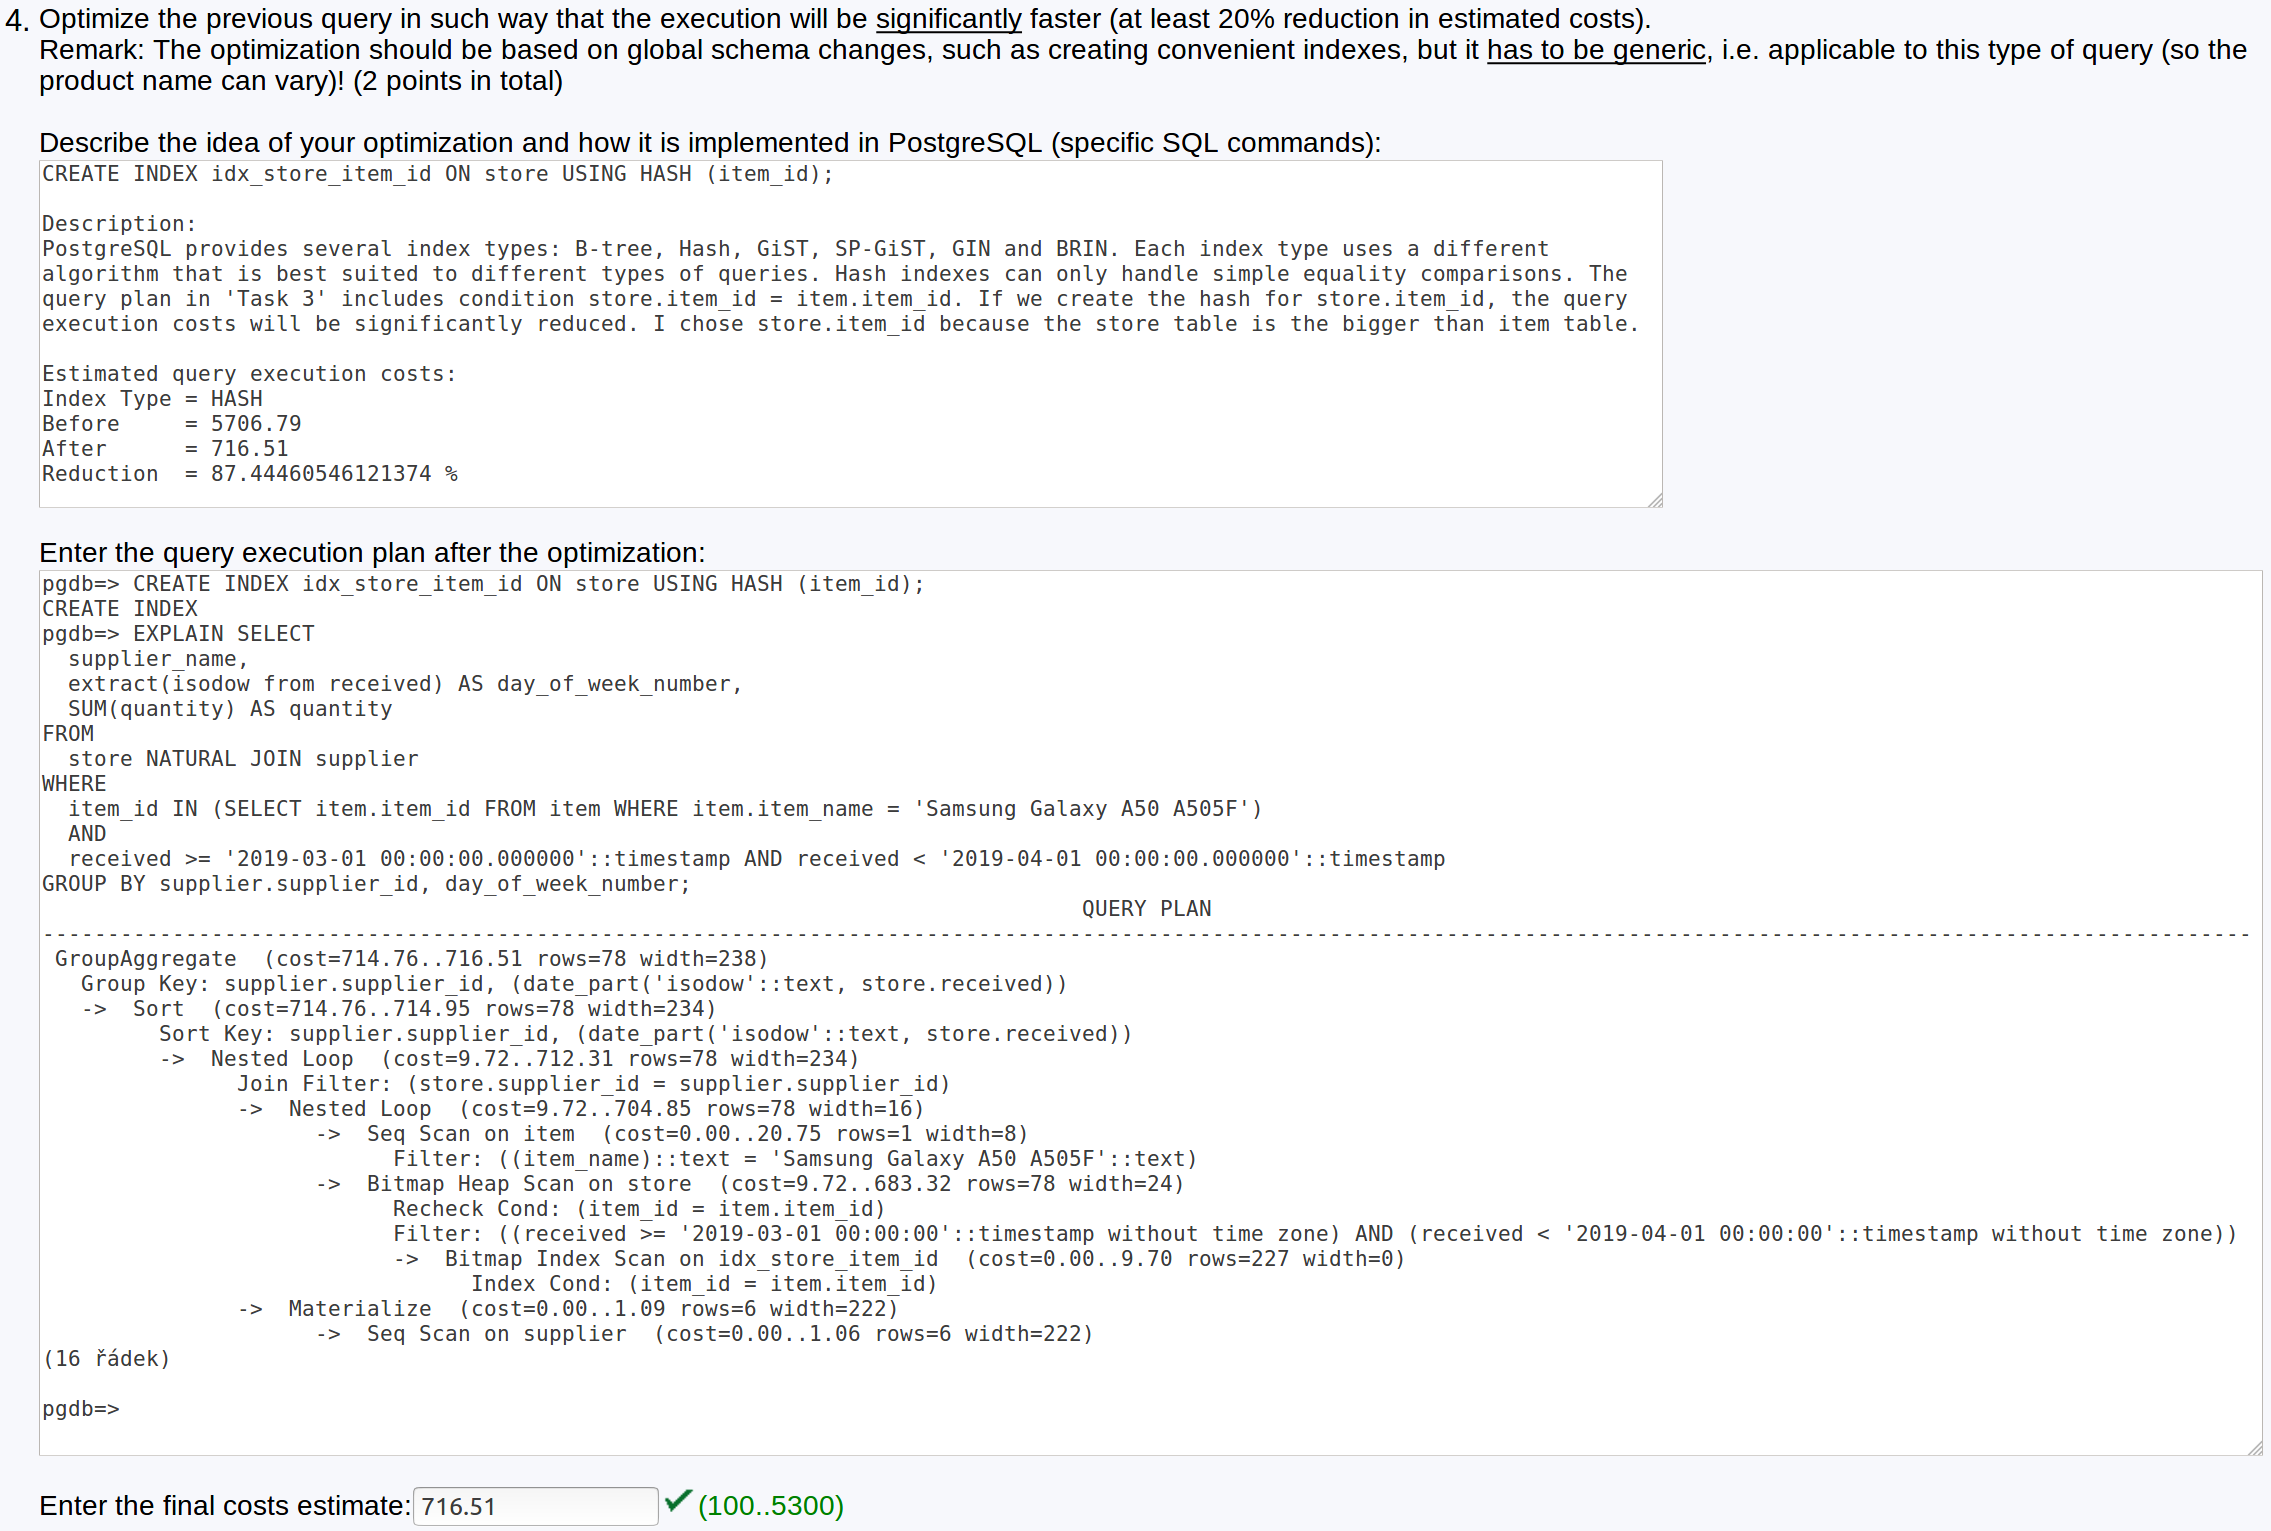 4. Optimize the previous query in such way that the execution will be significantly faster (at least 20% reduction in estimated costs).
Remark: The optimization should be based on global schema changes, such as creating convenient indexes, but it has to be generic, i.e. applicable to this type of query (so the
product name can vary)! (2 points in total)
Describe the idea of your optimization and how it is implemented in PostgreSQL (specific SQL commands):
CREATE INDEX idx_store_item_id ON store USING HASH (item_id);
Description:
PostgreSQL provides several index types: B-tree, Hash, GiST, SP-GiST, GIN and BRIN. Each index type uses a different
algorithm that is best suited to different types of queries. Hash indexes can only handle simple equality comparisons. The
query plan in 'Task 3' includes condition store.item_id = item.item_id. If we create the hash for store.item_id, the query
execution costs will be significantly reduced. I chose store.item_id because the store table is the bigger than item table.
Estimated query execution costs:
Index Type = HASH
Before     = 5706.79
After      = 716.51
Reduction  = 87.44460546121374 %
Enter the query execution plan after the optimization:
pgdb=> CREATE INDEX idx_store_item_id ON store USING HASH (item_id);
CREATE INDEX
pgdb=> EXPLAIN SELECT
  supplier_name,
  extract(isodow from received) AS day_of_week_number,
  SUM(quantity) AS quantity
FROM
  store NATURAL JOIN supplier
WHERE
  item_id IN (SELECT item.item_id FROM item WHERE item.item_name = 'Samsung Galaxy A50 A505F')
  AND
  received >= '2019-03-01 00:00:00.000000'::timestamp AND received < '2019-04-01 00:00:00.000000'::timestamp
GROUP BY supplier.supplier_id, day_of_week_number;
QUERY PLAN
--------------------------------------------------------------------------------------------------------------------------------------------------------------------------
 GroupAggregate  (cost=714.76..716.51 rows=78 width=238)
   Group Key: supplier.supplier_id, (date_part('isodow'::text, store.received))
   ->  Sort  (cost=714.76..714.95 rows=78 width=234)
         Sort Key: supplier.supplier_id, (date_part('isodow'::text, store.received))
         ->  Nested Loop  (cost=9.72..712.31 rows=78 width=234)
               Join Filter: (store.supplier_id = supplier.supplier_id)
               ->  Nested Loop  (cost=9.72..704.85 rows=78 width=16)
                     ->  Seq Scan on item  (cost=0.00..20.75 rows=1 width=8)
                           Filter: ((item_name)::text = 'Samsung Galaxy A50 A505F'::text)
                     ->  Bitmap Heap Scan on store  (cost=9.72..683.32 rows=78 width=24)
                           Recheck Cond: (item_id = item.item_id)
                           Filter: ((received >= '2019-03-01 00:00:00'::timestamp without time zone) AND (received < '2019-04-01 00:00:00'::timestamp without time zone))
                           ->  Bitmap Index Scan on idx_store_item_id  (cost=0.00..9.70 rows=227 width=0)
                                 Index Cond: (item_id = item.item_id)
               ->  Materialize  (cost=0.00..1.09 rows=6 width=222)
                     ->  Seq Scan on supplier  (cost=0.00..1.06 rows=6 width=222)
(16 řádek)
pgdb=>
Enter the final costs estimate: 716.51 ✔ (100..5300)